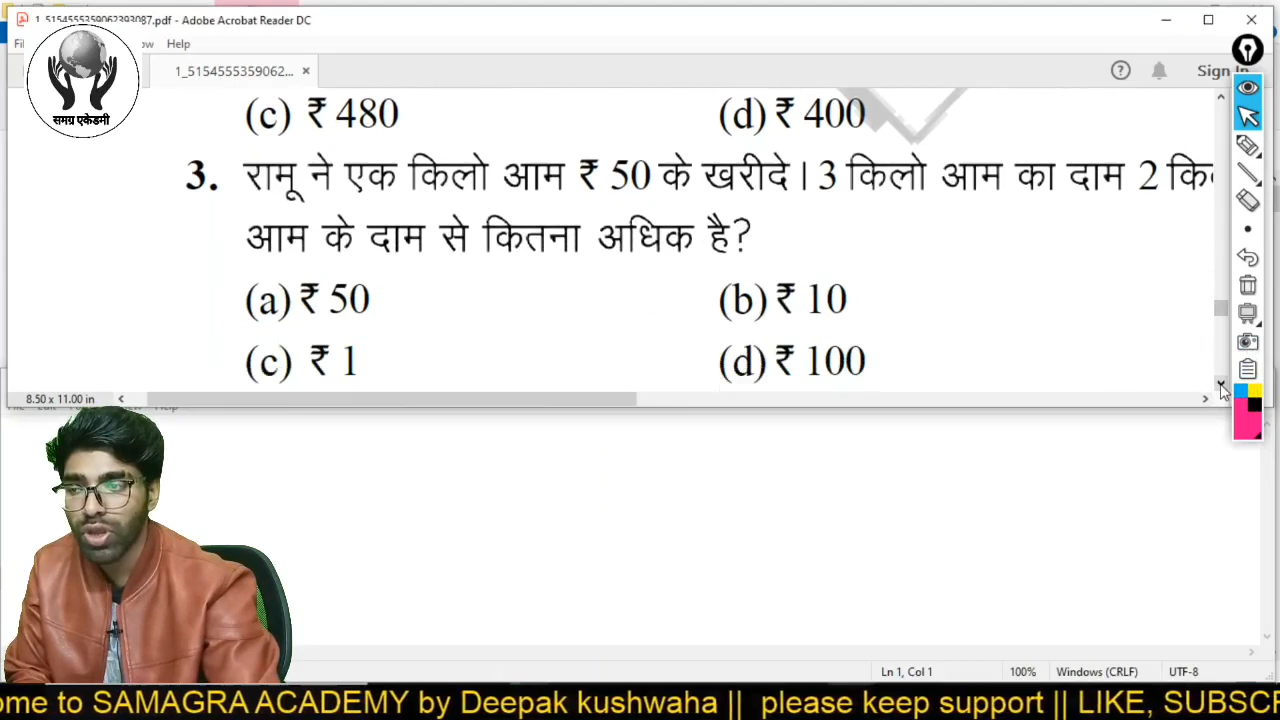 1_5154555359062393087.pdf - Adobe Acrobat Reader DC
Help
1_5154555359062...
Sign In
समग्र एकेडमी
(c) ₹ 480
(d) ₹ 400
3. रामू ने एक किलो आम ₹ 50 के खरीदे। 3 किलो आम का दाम 2
आम के दाम से कितना अधिक है?
(a) ₹ 50
(b) ₹ 10
(c) ₹ 1
(d) ₹ 100
8.50 x 11.00 in
Ln 1, Col 1
100%
Windows (CRLF)
UTF-8
ome to SAMAGRA ACADEMY by Deepak kushwaha || please keep support || LIKE, SUBSC